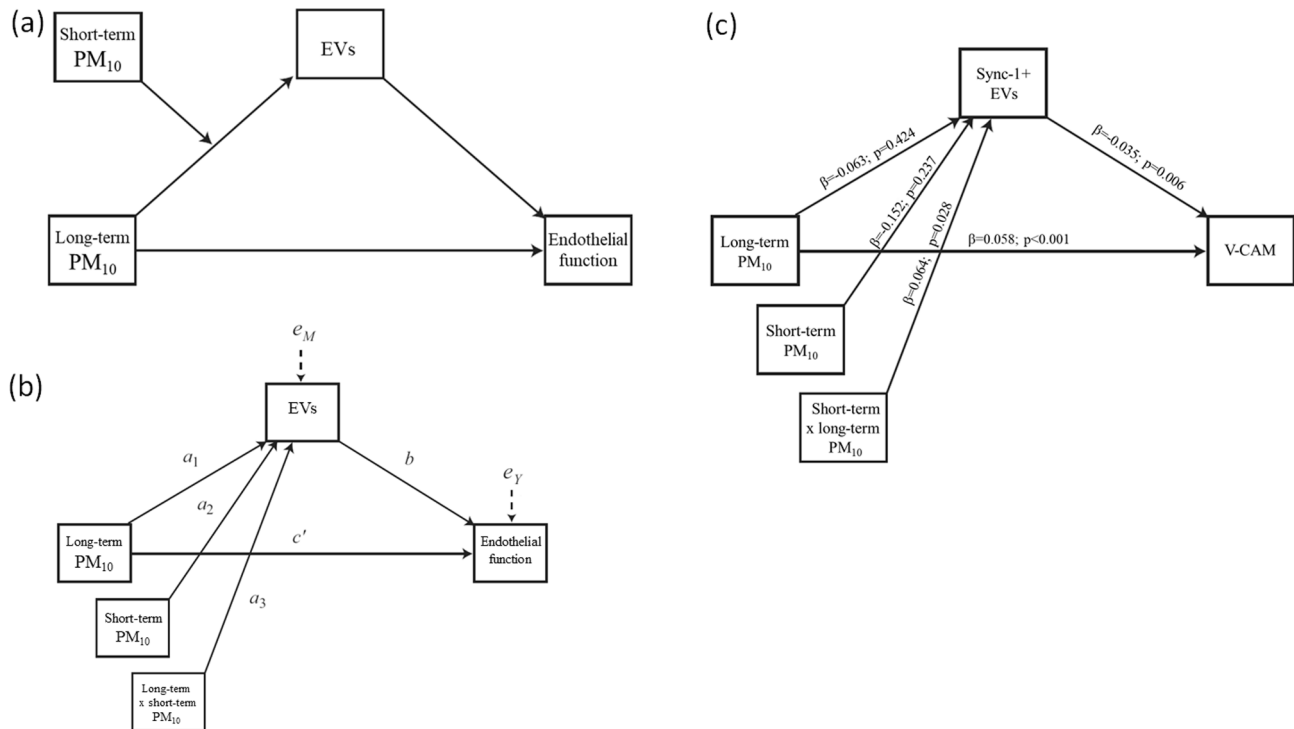 (a)
Short-term
PM₁₀
EVs
Long-term
PM₁₀
Endothelial
function
(b)
e_M
EVs
a₁
a₂
b
e_Y
Long-term
PM₁₀
c'
Endothelial
function
a₃
Short-term
PM₁₀
Long-term
x short-term
PM₁₀
(c)
Sync-1+
EVs
β=-0.063; p=0.424
β=-0.152; p=0.237
β=0.064; p=0.028
β=-0.035; p=0.006
Long-term
PM₁₀
β=0.058; p<0.001
V-CAM
Short-term
PM₁₀
Short-term
x long-term
PM₁₀